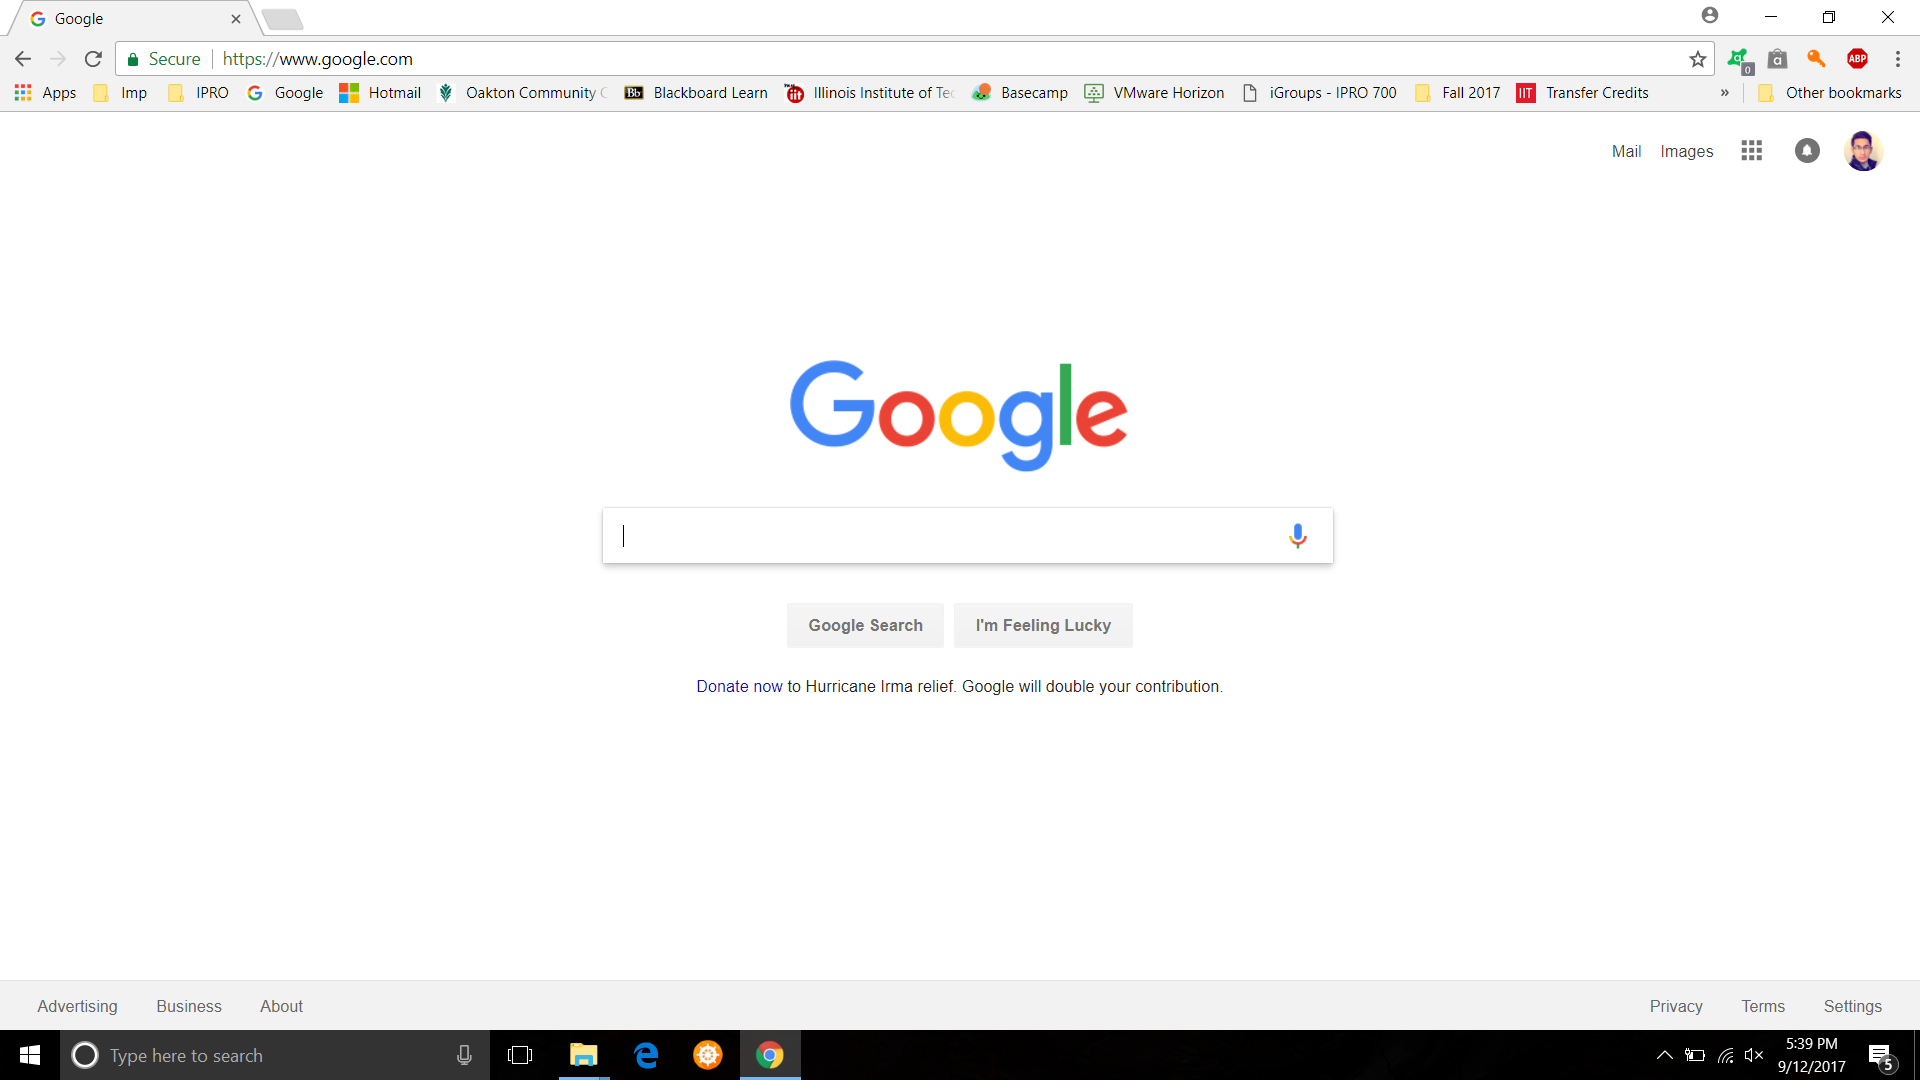 Google
Secure https://www.google.com
0 a ABP
Apps Imp IPRO Google Hotmail Oakton Community Bb Blackboard Learn Illinois Institute of Tec Basecamp VMware Horizon iGroups - IPRO 700 Fall 2017 IIT Transfer Credits » Other bookmarks
Mail Images
Google
Google Search I'm Feeling Lucky
Donate now to Hurricane Irma relief. Google will double your contribution.
Advertising Business About Privacy Terms Settings
Type here to search
5:39 PM
9/12/2017
5